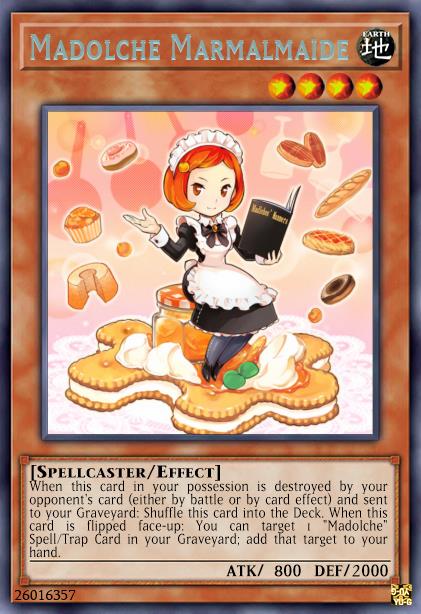 Madolche Marmalmaide
EARTH
地
Madolche's Manners
[Spellcaster/Effect]
When this card in your possession is destroyed by your
opponent's card (either by battle or by card effect) and sent
to your Graveyard: Shuffle this card into the Deck. When this
card is flipped face-up: You can target 1 "Madolche"
Spell/Trap Card in your Graveyard; add that target to your
hand.
ATK/ 800 DEF/2000
26016357